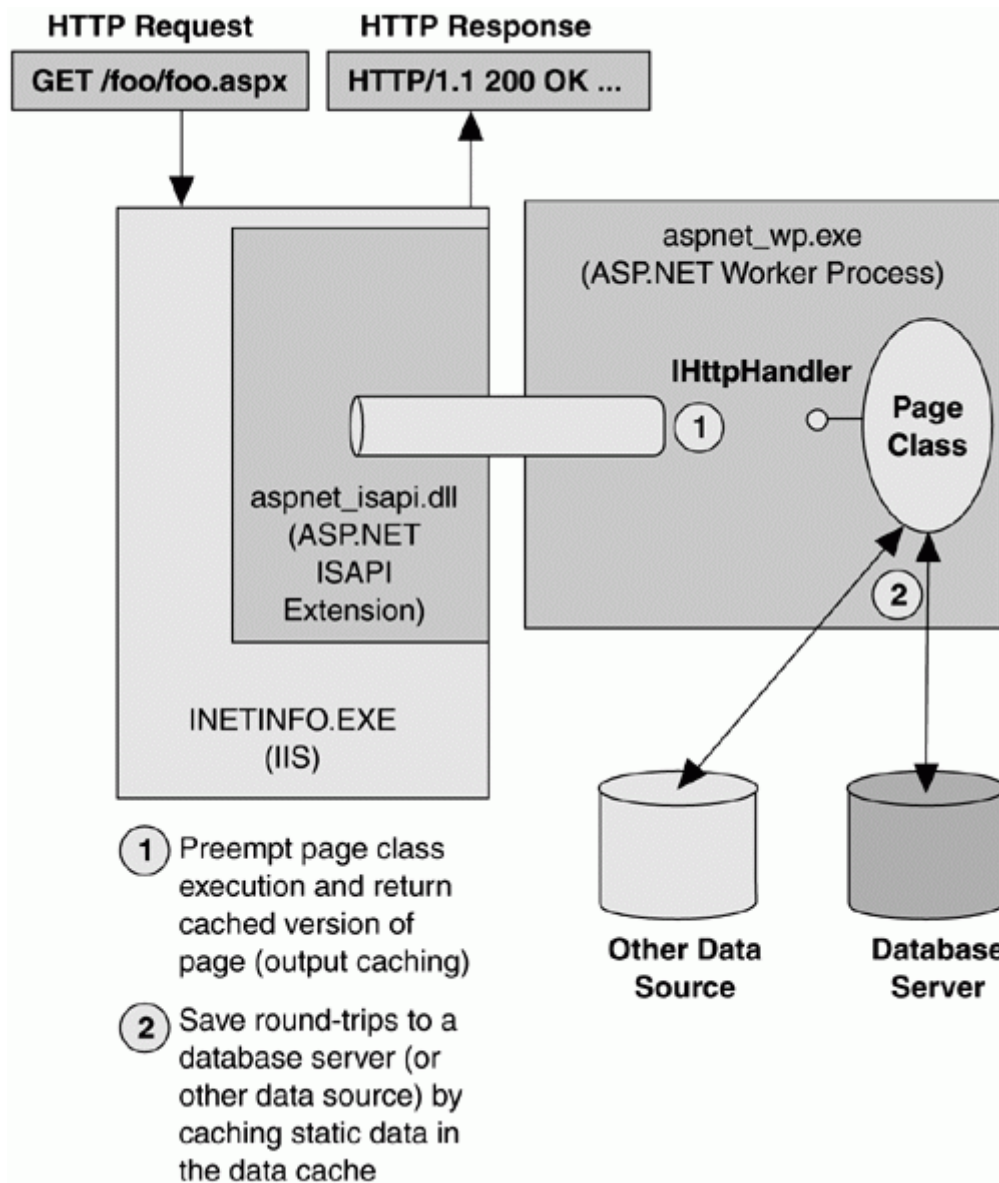 HTTP Request
HTTP Response
GET /foo/foo.aspx
HTTP/1.1 200 OK ...
aspnet_wp.exe
(ASP.NET Worker Process)
IHttpHandler
Page
Class
1
aspnet_isapi.dll
(ASP.NET
ISAPI
Extension)
2
INETINFO.EXE
(IIS)
1 Preempt page class
execution and return
cached version of
page (output caching)
Other Data
Source
Database
Server
2 Save round-trips to a
database server (or
other data source) by
caching static data in
the data cache